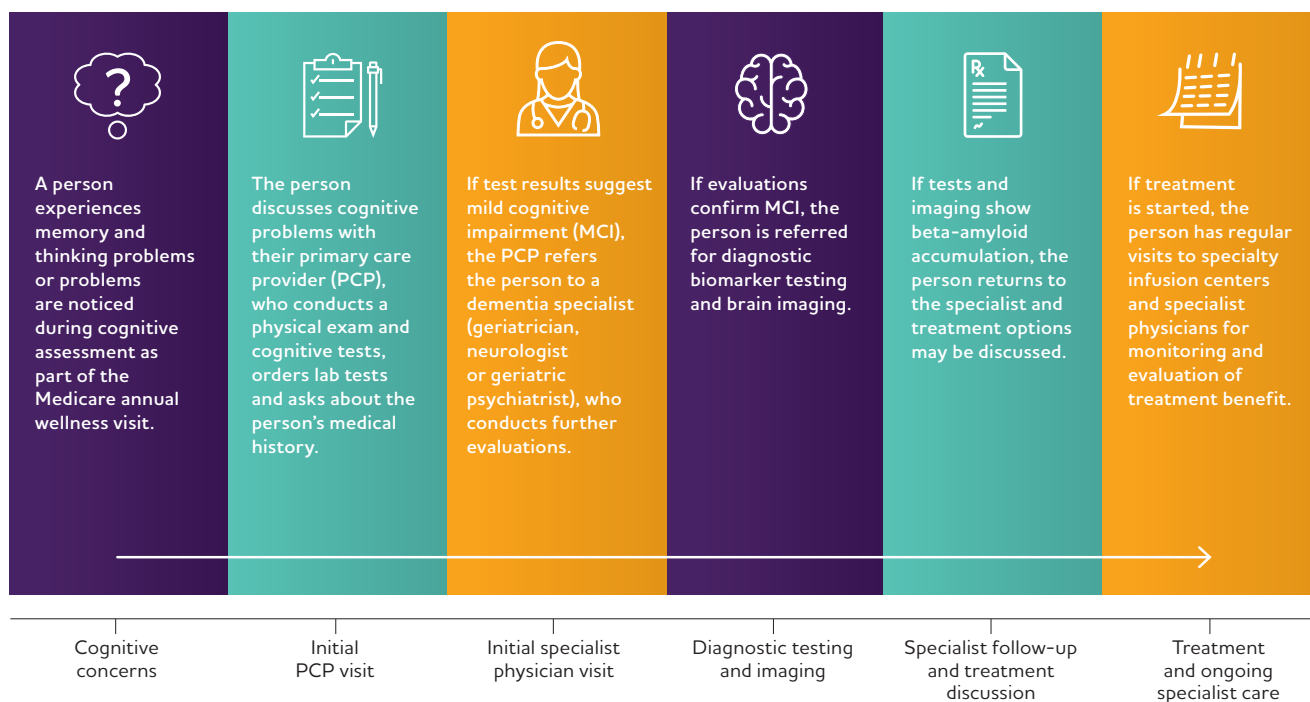 ?
A person
experiences
memory and
thinking problems
or problems
are noticed
during cognitive
assessment as
part of the
Medicare annual
wellness visit.
The person
discusses cognitive
problems with
their primary care
provider (PCP),
who conducts a
physical exam and
cognitive tests,
orders lab tests
and asks about the
person’s medical
history.
If test results suggest
mild cognitive
impairment (MCI),
the PCP refers
the person to a
dementia specialist
(geriatrician,
neurologist
or geriatric
psychiatrist), who
conducts further
evaluations.
If evaluations
confirm MCI, the
person is referred
for diagnostic
biomarker testing
and brain imaging.
Rx
If tests and
imaging show
beta-amyloid
accumulation, the
person returns to
the specialist and
treatment options
may be discussed.
If treatment
is started, the
person has regular
visits to specialty
infusion centers
and specialist
physicians for
monitoring and
evaluation of
treatment benefit.
Cognitive
concerns
Initial
PCP visit
Initial specialist
physician visit
Diagnostic testing
and imaging
Specialist follow-up
and treatment
discussion
Treatment
and ongoing
specialist care